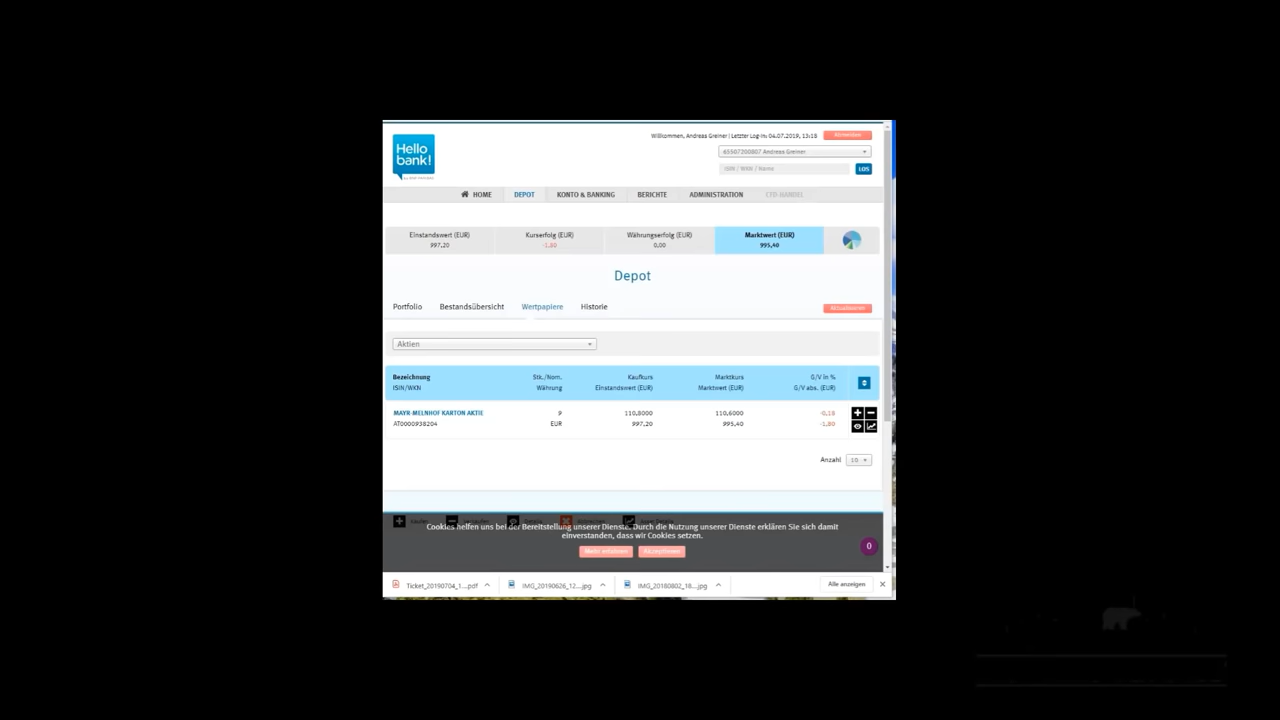 Hello
bank!
Willkommen, Andreas Greiner | Letzter Log-in: 04.07.2019, 13:18
Abmelden
65507200807 Andreas Greiner
ISIN / WKN / Name
LOS
HOME DEPOT KONTO & BANKING BERICHTE ADMINISTRATION CFD-HANDEL
Einstandswert (EUR) Kurserfolg (EUR) Währungserfolg (EUR) Marktwert (EUR)
997,20 -1,80 0,00 995,40
Depot
Portfolio Bestandsübersicht Wertpapiere Historie Aktualisieren
Aktien
Bezeichnung Stk./Nom. Kaufkurs Marktkurs G/V in %
ISIN/WKN Währung Einstandswert (EUR) Marktwert (EUR) G/V abs. (EUR)
MAYR-MELNHOF KARTON AKTIE 9 110,8000 110,6000 -0,18
AT0000938204 EUR 997,20 995,40 -1,80
Anzahl 10
Cookies helfen uns bei der Bereitstellung unserer Dienste. Durch die Nutzung unserer Dienste erklären Sie sich damit
einverstanden, dass wir Cookies setzen.
Mehr erfahren Akzeptieren
0
Ticket_20190704_1....pdf IMG_20190626_12....jpg IMG_20180802_18....jpg Alle anzeigen